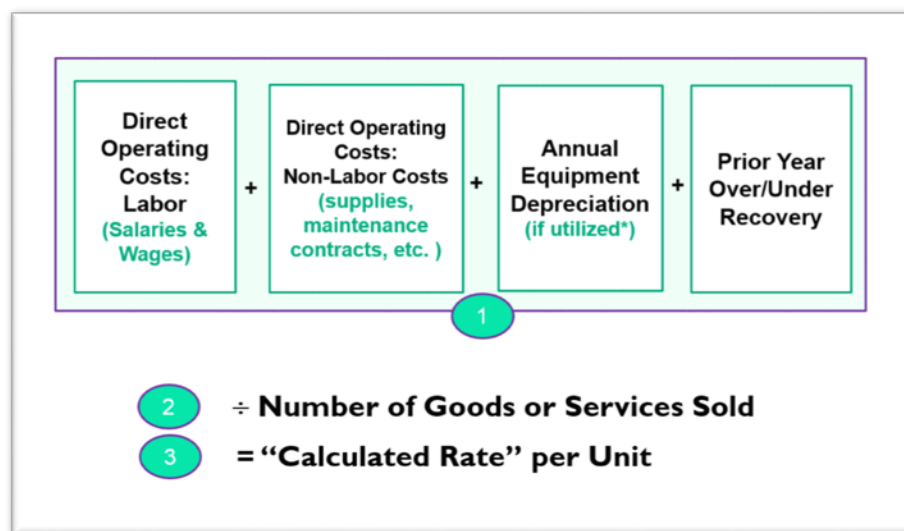 Direct
Operating
Costs:
Labor
(Salaries &
Wages)
+
Direct Operating
Costs:
Non-Labor Costs
(supplies,
maintenance
contracts, etc. )
+
Annual
Equipment
Depreciation
(if utilized*)
+
Prior Year
Over/Under
Recovery
1
2 ÷ Number of Goods or Services Sold
3 = “Calculated Rate” per Unit